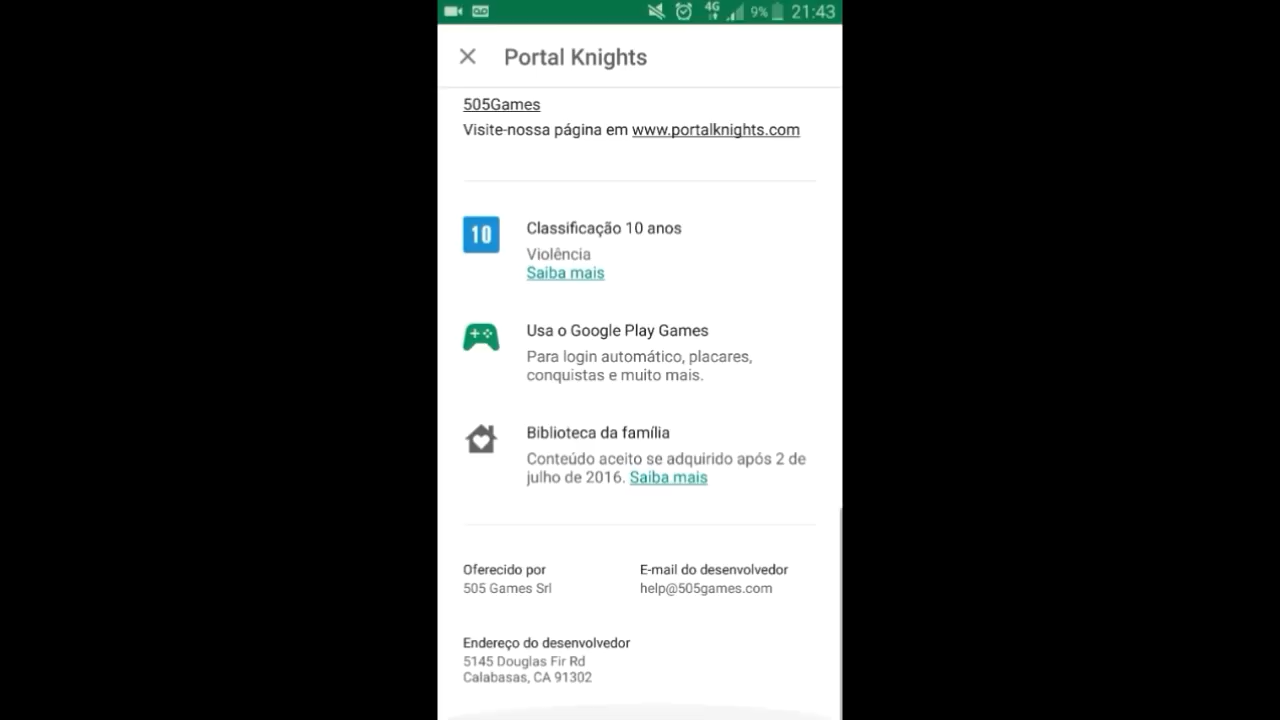 4G 9% 21:43
Portal Knights
505Games
Visite-nossa página em www.portalknights.com
10
Classificação 10 anos
Violência
Saiba mais
Usa o Google Play Games
Para login automático, placares,
conquistas e muito mais.
Biblioteca da família
Conteúdo aceito se adquirido após 2 de
julho de 2016. Saiba mais
Oferecido por
505 Games Srl
E-mail do desenvolvedor
help@505games.com
Endereço do desenvolvedor
5145 Douglas Fir Rd
Calabasas, CA 91302